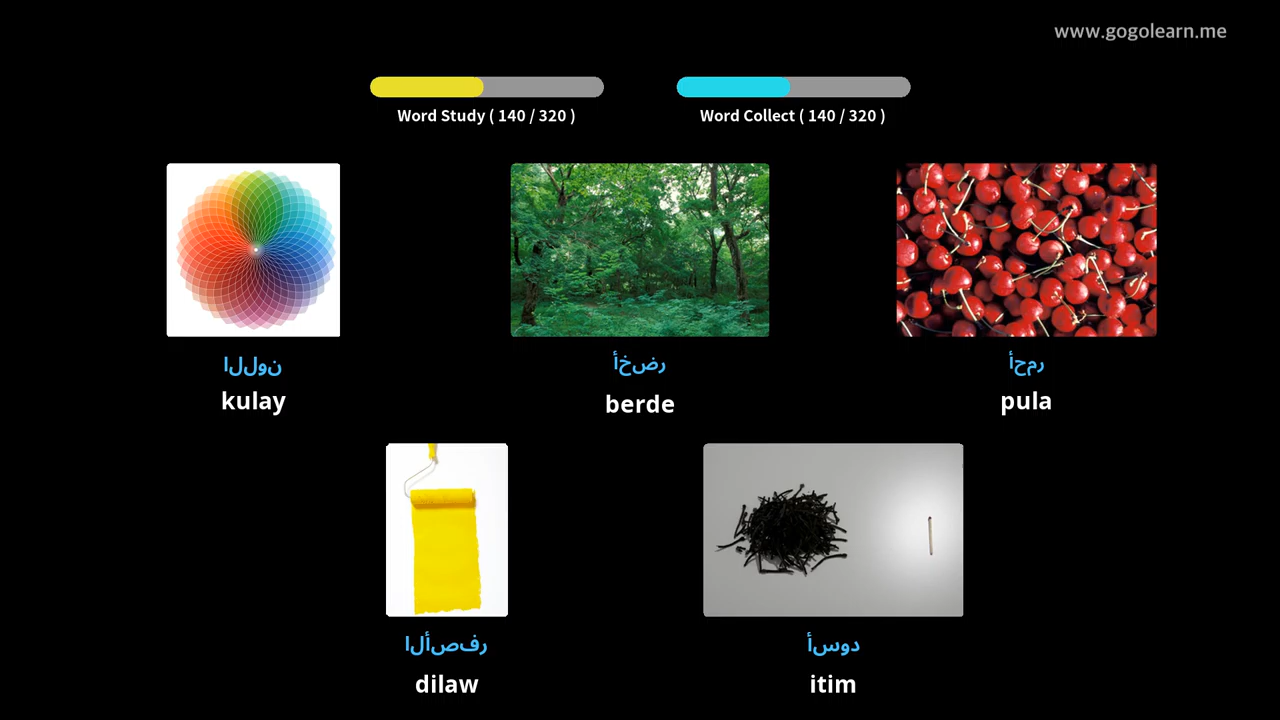 www.gogolearn.me
Word Study ( 140 / 320 )
Word Collect ( 140 / 320 )
اللون
kulay
أخضر
berde
أحمر
pula
الأصفر
dilaw
أسود
itim